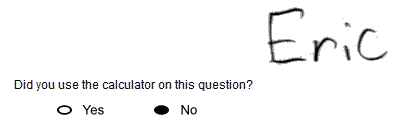 Eric
Did you use the calculator on this question?
Yes No